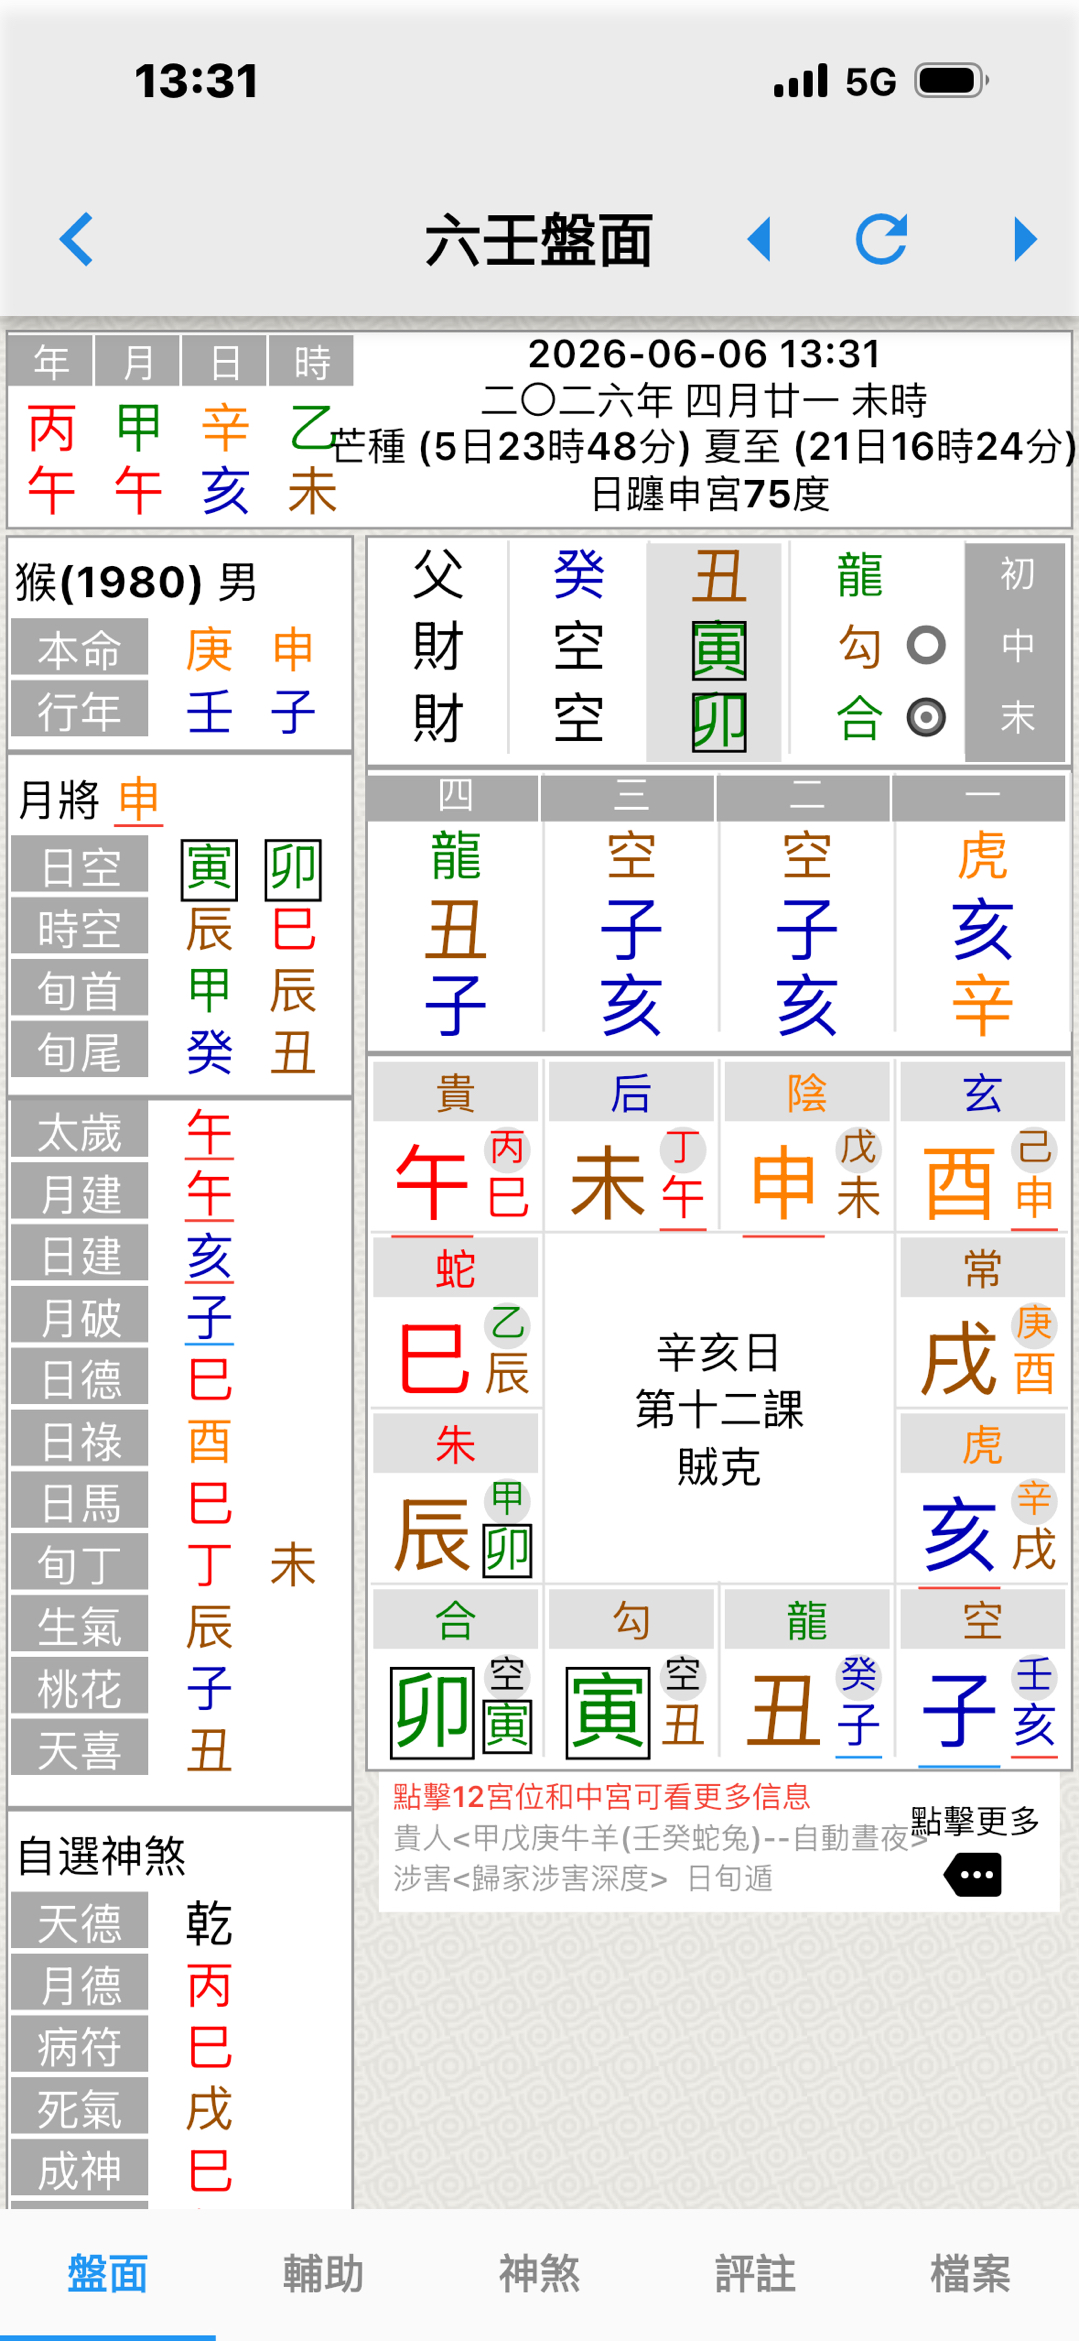 13:31
5G
六壬盤面
年 月 日 時
丙 甲 辛 乙
午 午 亥 未
2026-06-06 13:31
二〇二六年 四月廿一 未時
芒種 (5日23時48分) 夏至 (21日16時24分)
日躔申宮75度
猴(1980) 男
本命 庚 申
行年 壬 子
月將 申
日空 寅 卯
時空 辰 巳
旬首 甲 辰
旬尾 癸 丑
太歲 午
月建 午
日建 亥
月破 子
日德 巳
日祿 酉
日馬 巳
旬丁 丁 未
生氣 辰
桃花 子
天喜 丑
自選神煞
天德 乾
月德 丙
病符 巳
死氣 戌
成神 巳
父 癸 丑 龍 初
財 空 寅 勾 中
財 空 卯 合 末
四 三 二 一
龍 空 空 虎
丑 子 子 亥
子 亥 亥 辛
貴 后 陰 玄
午 丙 巳 未 丁 午 申 戊 未 酉 己 申
蛇 常
巳 乙 辰 戌 庚 酉
辛亥日
第十二課
賊克
朱 虎
辰 甲 卯 亥 辛 戌
合 勾 龍 空
卯 空 寅 寅 空 丑 丑 癸 子 子 壬 亥
點擊12宮位和中宮可看更多信息
貴人<甲戊庚牛羊(壬癸蛇兔)--自動晝夜>
涉害<歸家涉害深度> 日旬遁
點擊更多
盤面 輔助 神煞 評註 檔案